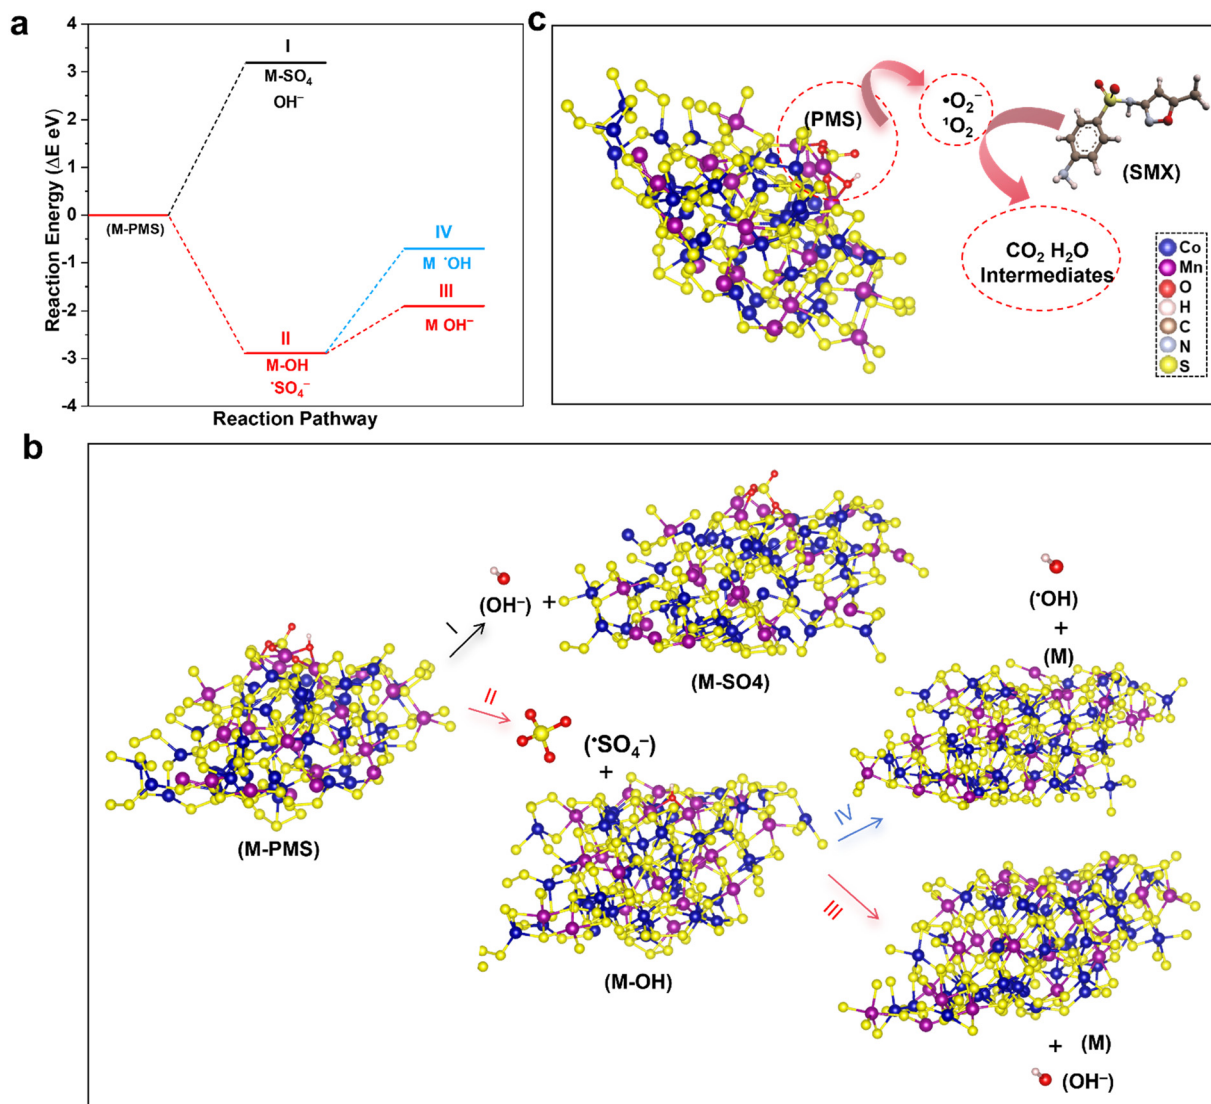 a
4
3
2
1
0
-1
-2
-3
-4
Reaction Energy (ΔE eV)
Reaction Pathway
I
M-SO₄
OH⁻
(M-PMS)
IV
M ˙OH
III
M OH⁻
II
M-OH
˙SO₄⁻
c
(PMS)
•O₂⁻
¹O₂
(SMX)
CO₂ H₂O
Intermediates
Co
Mn
O
H
C
N
S
b
(M-PMS)
I
(OH⁻) +
(M-SO4)
II
(˙SO₄⁻)
+
(M-OH)
IV
(˙OH)
+
(M)
III
+ (M)
(OH⁻)